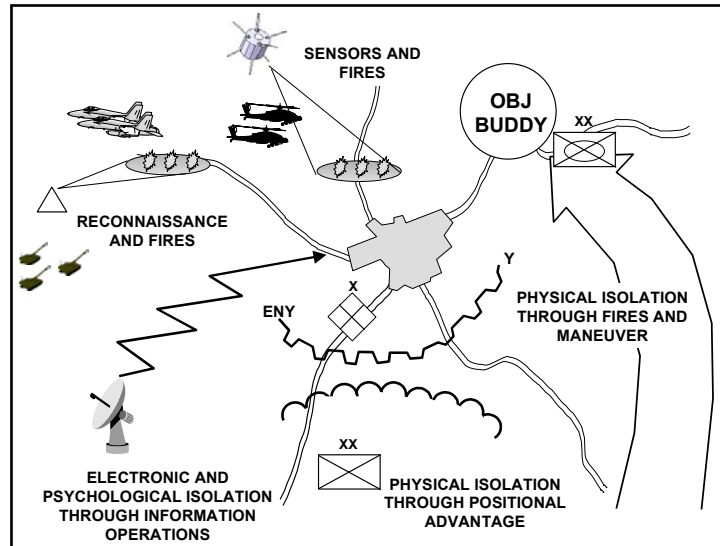 SENSORS AND
FIRES
OBJ
BUDDY
XX
RECONNAISSANCE
AND FIRES
X
Y
ENY
PHYSICAL ISOLATION
THROUGH FIRES AND
MANEUVER
XX
ELECTRONIC AND
PSYCHOLOGICAL ISOLATION
THROUGH INFORMATION
OPERATIONS
PHYSICAL ISOLATION
THROUGH POSITIONAL
ADVANTAGE